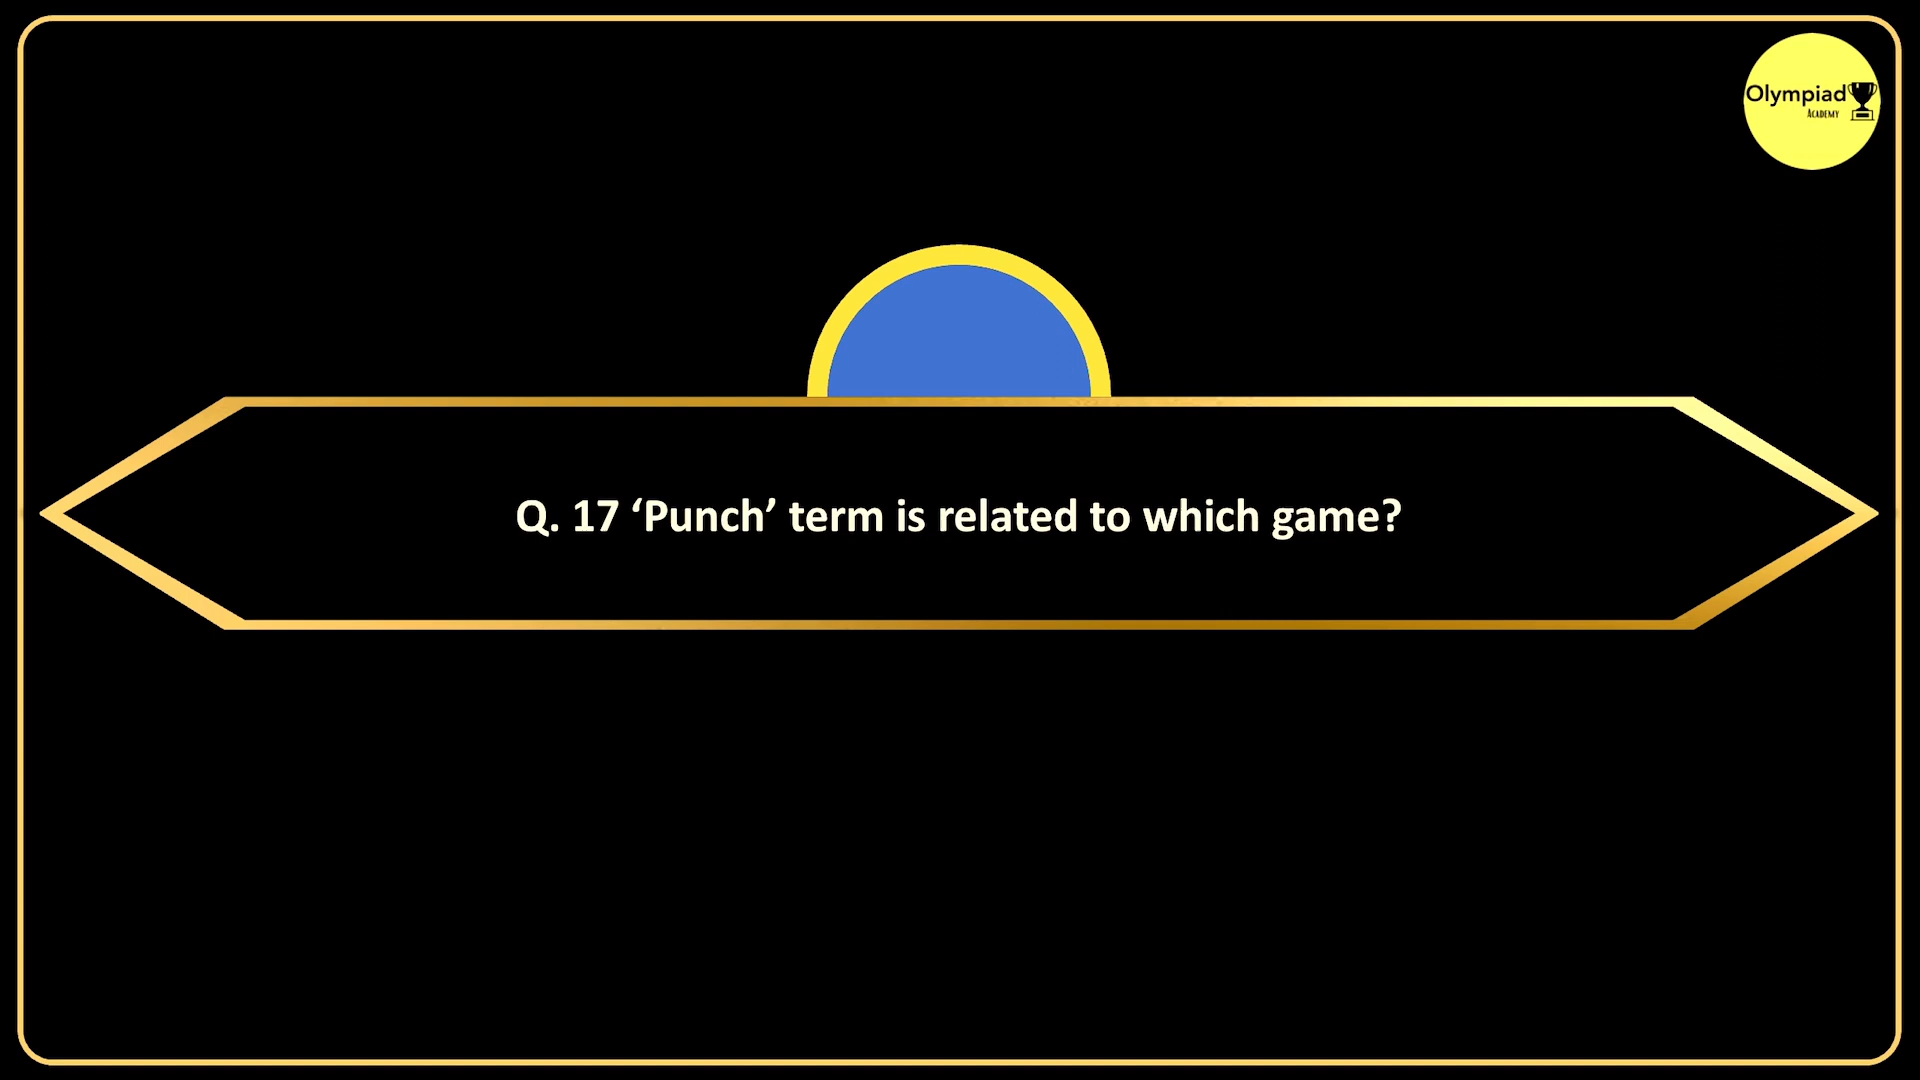 Olympiad
Academy
Q. 17 ‘Punch’ term is related to which game?